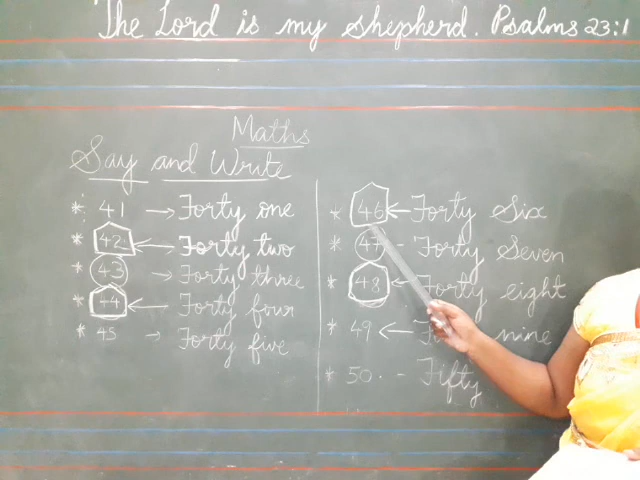 The Lord is my shepherd. Psalms 23:1
Maths
Say and Write
* 41 → Forty one
* 42 ← Forty two
* 43 → Forty three
* 44 ← Forty four
* 45 → Forty five
* 46 ← Forty Six
* 47 - Forty Seven
* 48 ← Forty eight
* 49 ← nine
* 50. - Fifty